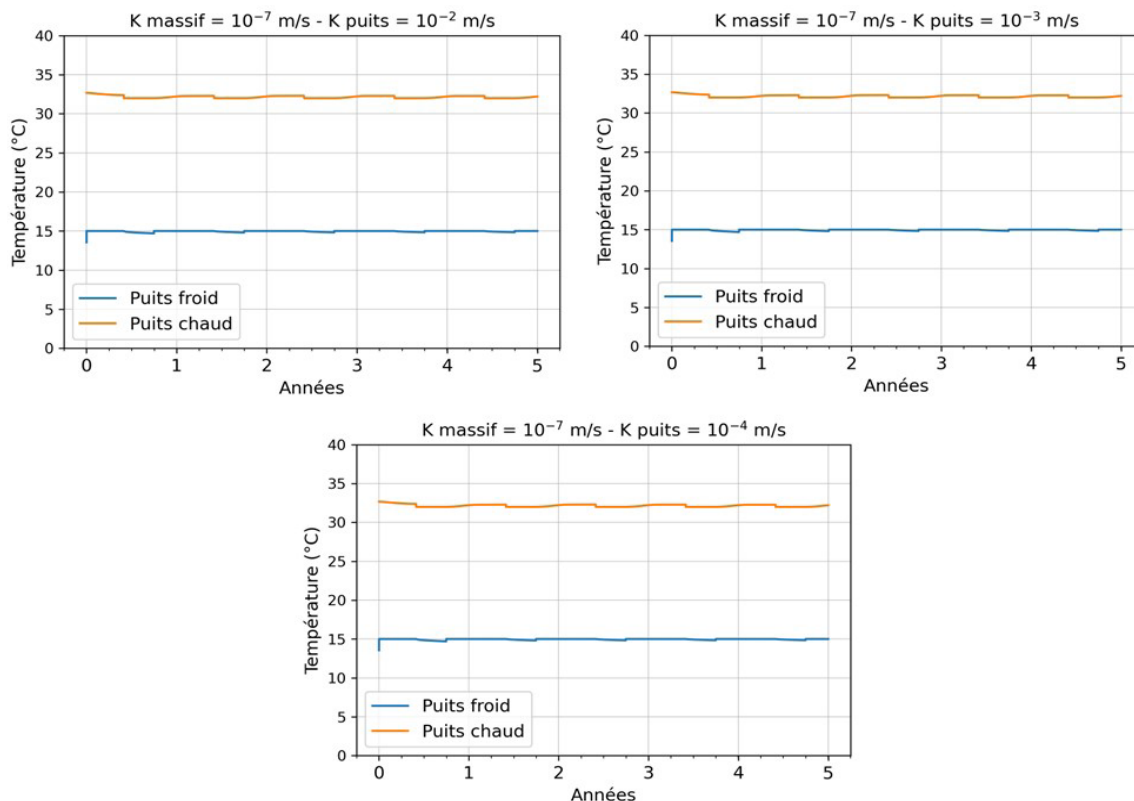 K massif = 10⁻⁷ m/s - K puits = 10⁻² m/s
40
35
30
25
20
15
10
5
0
Température (°C)
Puits froid
Puits chaud
0 1 2 3 4 5
Années
K massif = 10⁻⁷ m/s - K puits = 10⁻³ m/s
40
35
30
25
20
15
10
5
0
Température (°C)
Puits froid
Puits chaud
0 1 2 3 4 5
Années
K massif = 10⁻⁷ m/s - K puits = 10⁻⁴ m/s
40
35
30
25
20
15
10
5
0
Température (°C)
Puits froid
Puits chaud
0 1 2 3 4 5
Années